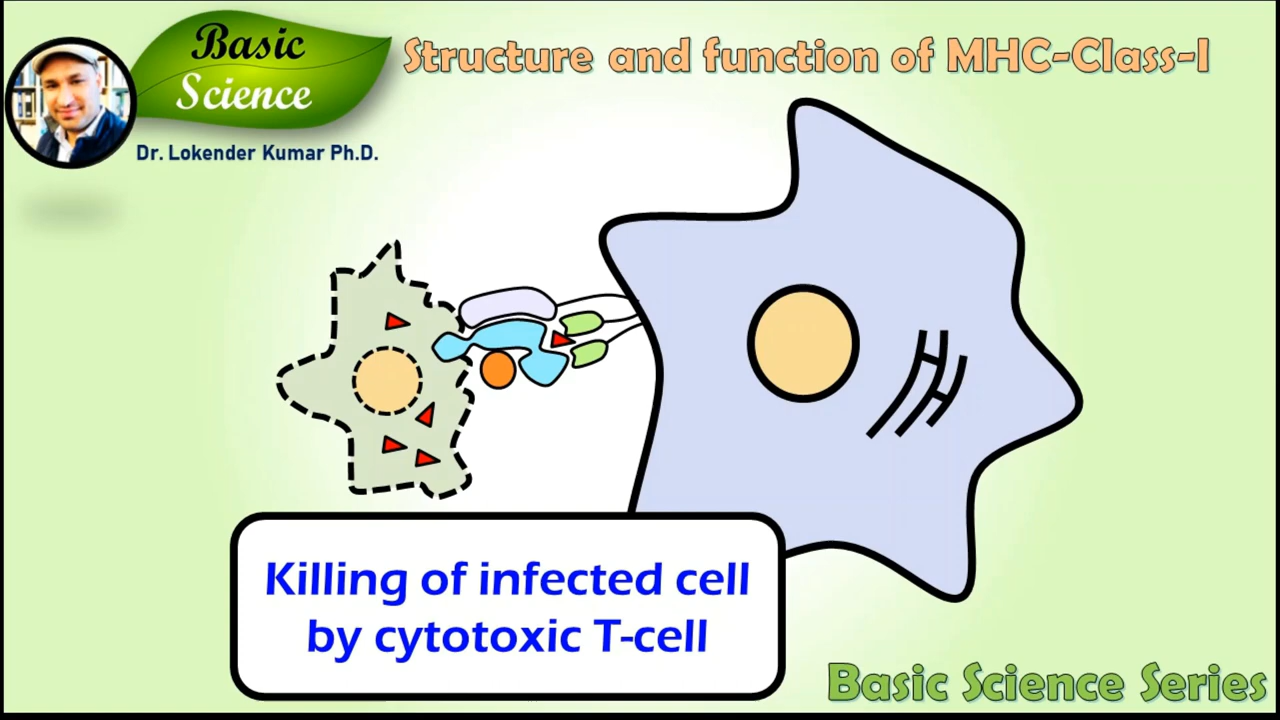 Basic
Science
Structure and function of MHC-Class-I
Dr. Lokender Kumar Ph.D.
Killing of infected cell
by cytotoxic T-cell
Basic Science Series